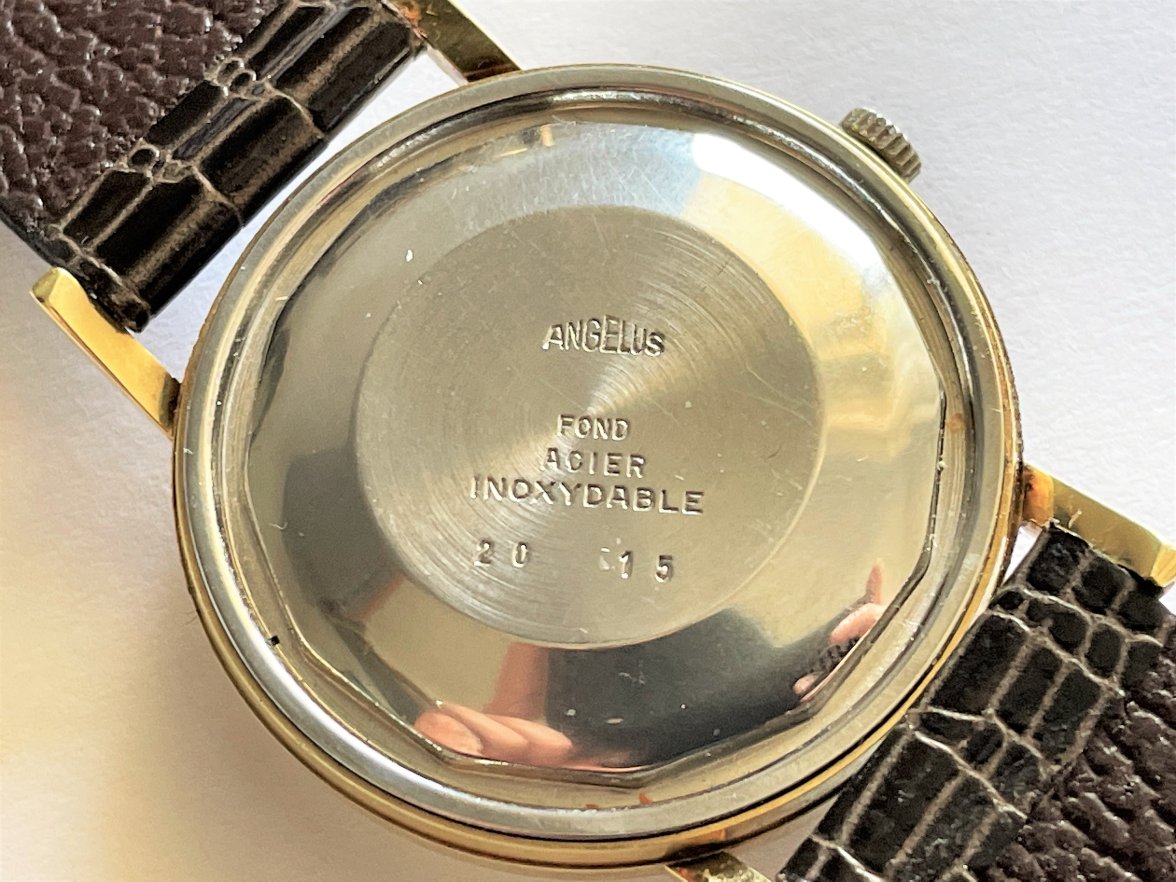 ANGELUS
FOND
ACIER
INOXYDABLE
20 15